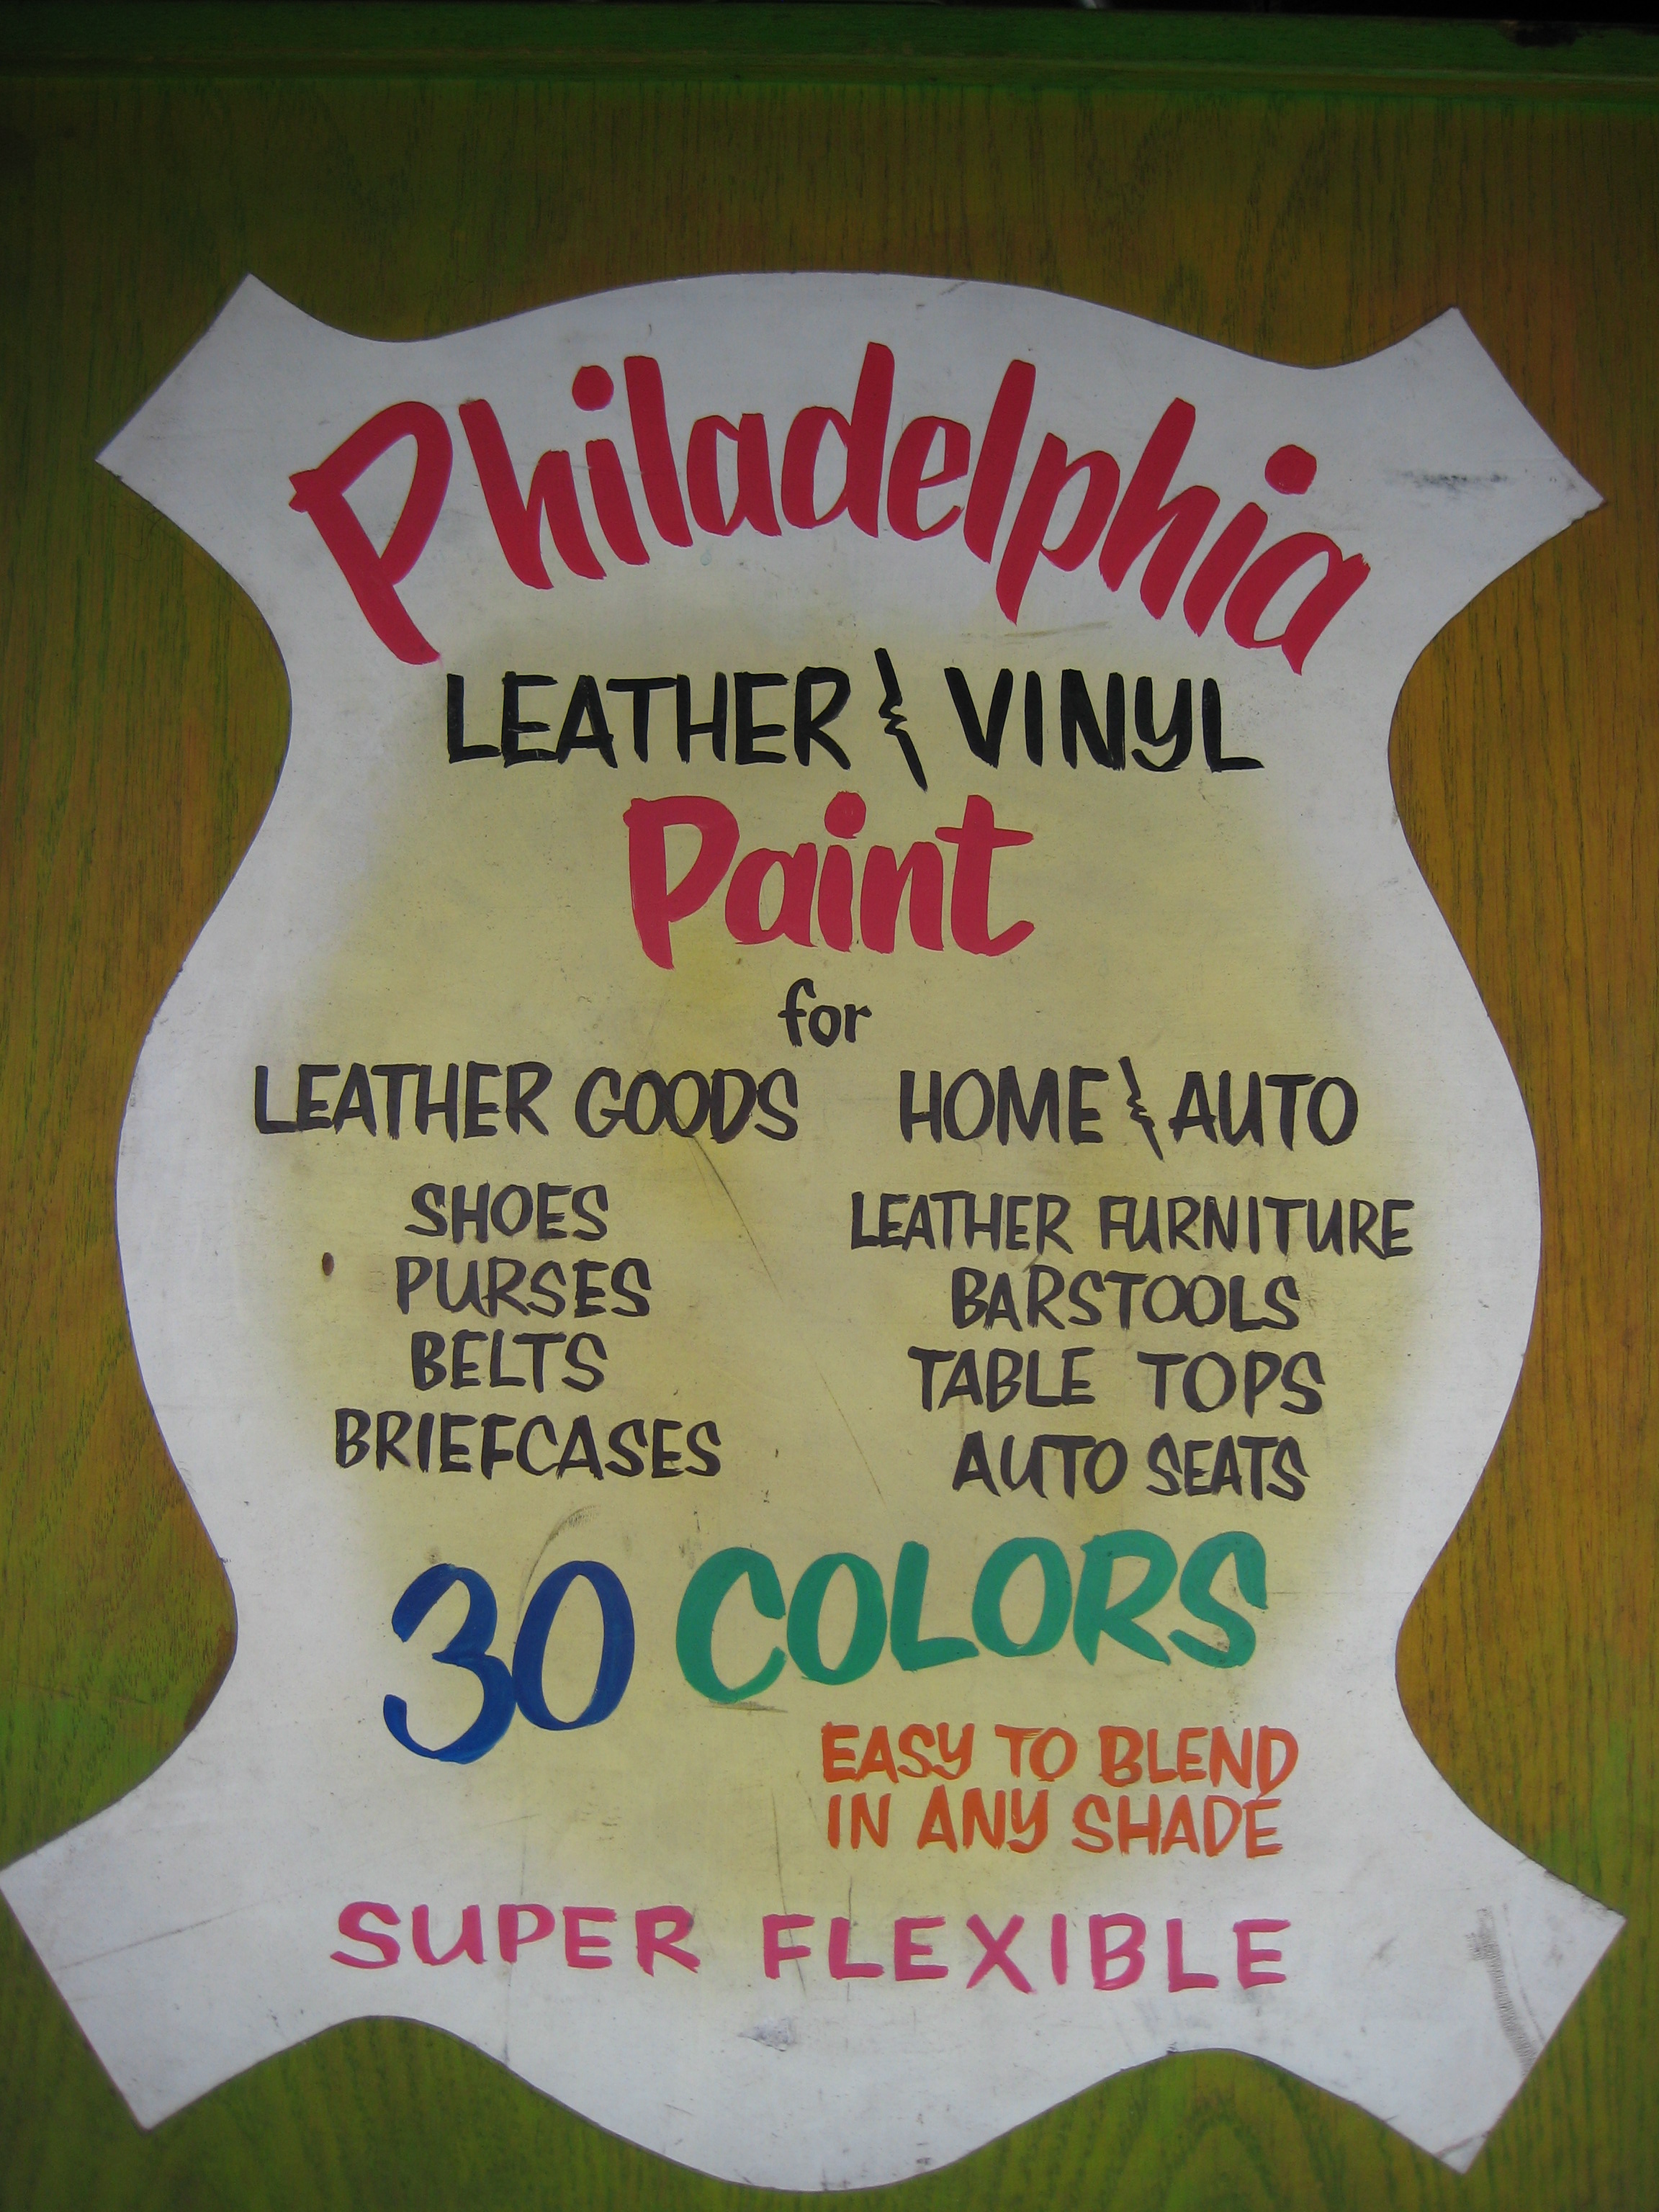 Philadelphia
LEATHER & VINYL
Paint
for
LEATHER GOODS
SHOES
PURSES
BELTS
BRIEFCASES
HOME & AUTO
LEATHER FURNITURE
BARSTOOLS
TABLE TOPS
AUTO SEATS
30 COLORS
EASY TO BLEND
IN ANY SHADE
SUPER FLEXIBLE